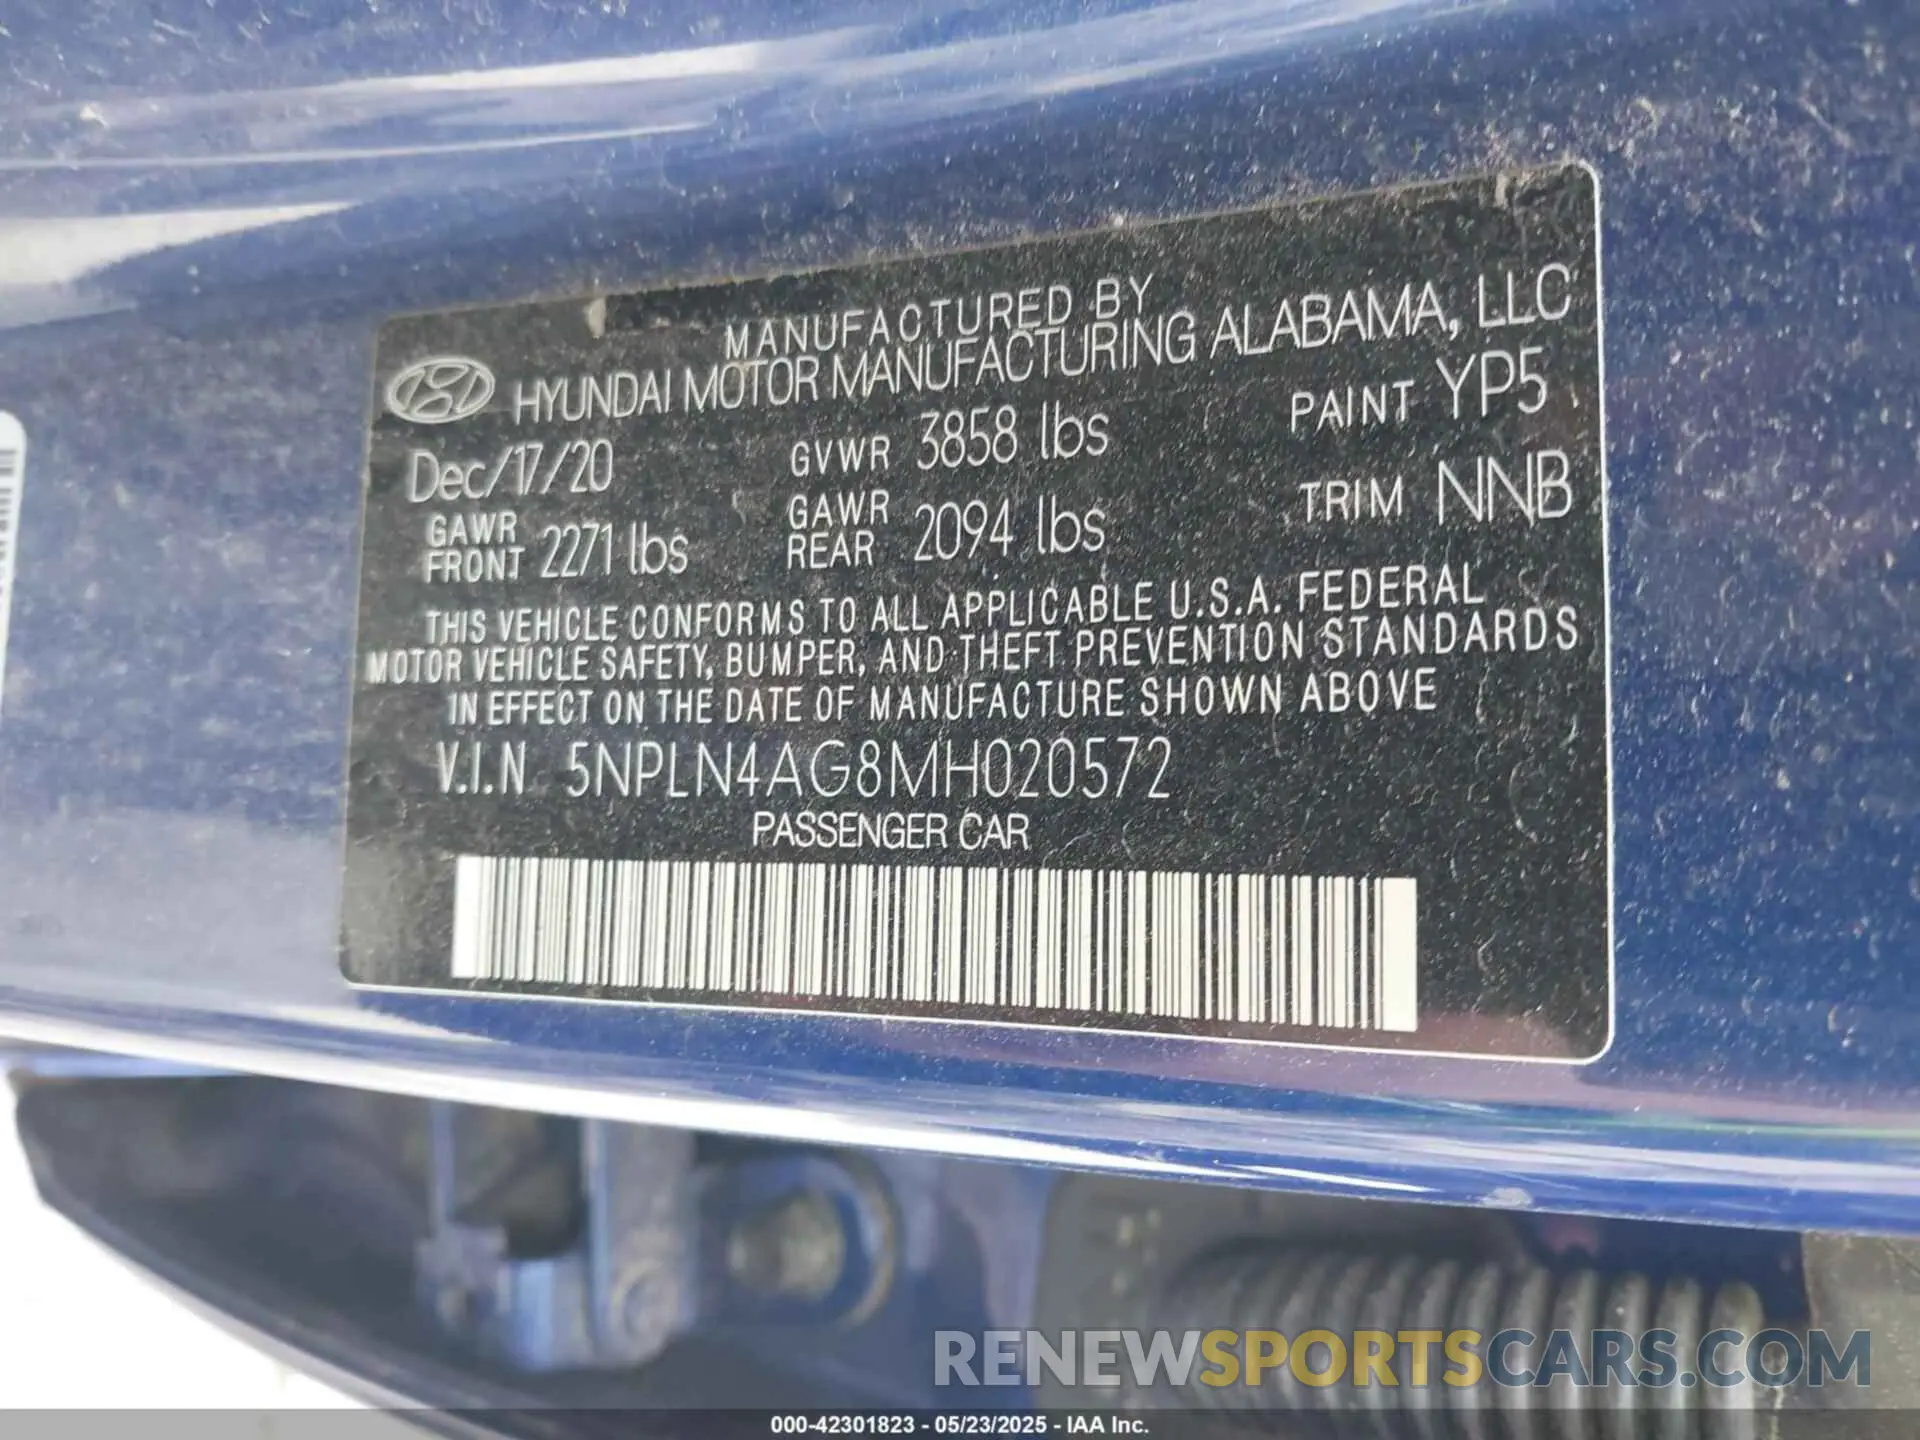 MANUFACTURED BY
HYUNDAI MOTOR MANUFACTURING ALABAMA, LLC
Dec/17/20 GVWR 3858 lbs PAINT YP5
GAWR FRONT 2271 lbs GAWR REAR 2094 lbs TRIM NNB
THIS VEHICLE CONFORMS TO ALL APPLICABLE U.S.A. FEDERAL
MOTOR VEHICLE SAFETY, BUMPER, AND THEFT PREVENTION STANDARDS
IN EFFECT ON THE DATE OF MANUFACTURE SHOWN ABOVE
V.I.N 5NPLN4AG8MH020572
PASSENGER CAR
RENEWSPORTSCARS.COM
000-42301823 - 05/23/2025 - IAA Inc.